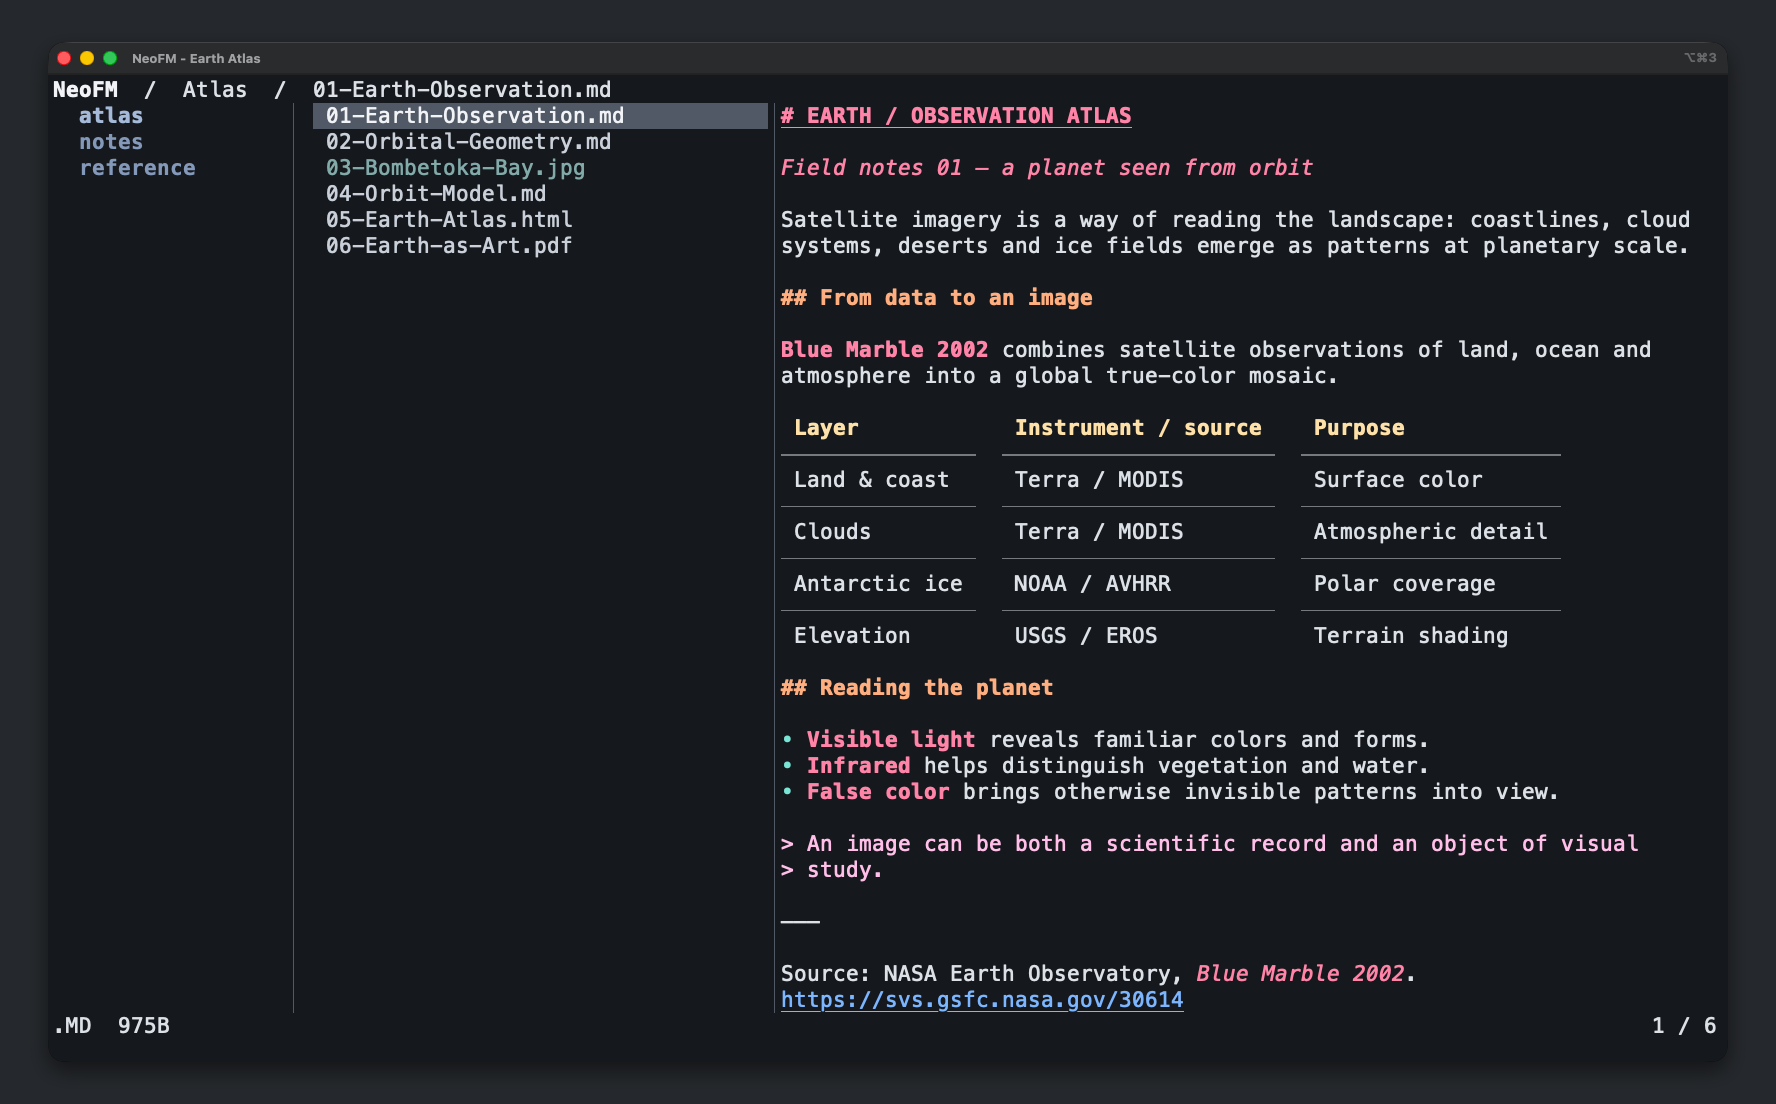 NeoFM - Earth Atlas
⌥⌘3
NeoFM / Atlas / 01-Earth-Observation.md
atlas
notes
reference
01-Earth-Observation.md
02-Orbital-Geometry.md
03-Bombetoka-Bay.jpg
04-Orbit-Model.md
05-Earth-Atlas.html
06-Earth-as-Art.pdf
# EARTH / OBSERVATION ATLAS
Field notes 01 — a planet seen from orbit
Satellite imagery is a way of reading the landscape: coastlines, cloud
systems, deserts and ice fields emerge as patterns at planetary scale.
## From data to an image
Blue Marble 2002 combines satellite observations of land, ocean and
atmosphere into a global true-color mosaic.
Layer Instrument / source Purpose
Land & coast Terra / MODIS Surface color
Clouds Terra / MODIS Atmospheric detail
Antarctic ice NOAA / AVHRR Polar coverage
Elevation USGS / EROS Terrain shading
## Reading the planet
• Visible light reveals familiar colors and forms.
• Infrared helps distinguish vegetation and water.
• False color brings otherwise invisible patterns into view.
> An image can be both a scientific record and an object of visual
> study.
———
Source: NASA Earth Observatory, Blue Marble 2002.
https://svs.gsfc.nasa.gov/30614
.MD 975B
1 / 6